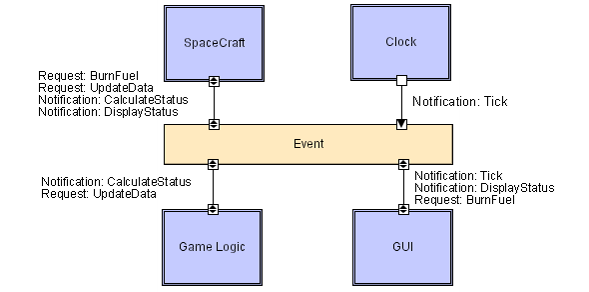 SpaceCraft
Clock
Request: BurnFuel
Request: UpdateData
Notification: CalculateStatus
Notification: DisplayStatus
Notification: Tick
Event
Notification: CalculateStatus
Request: UpdateData
Notification: Tick
Notification: DisplayStatus
Request: BurnFuel
Game Logic
GUI